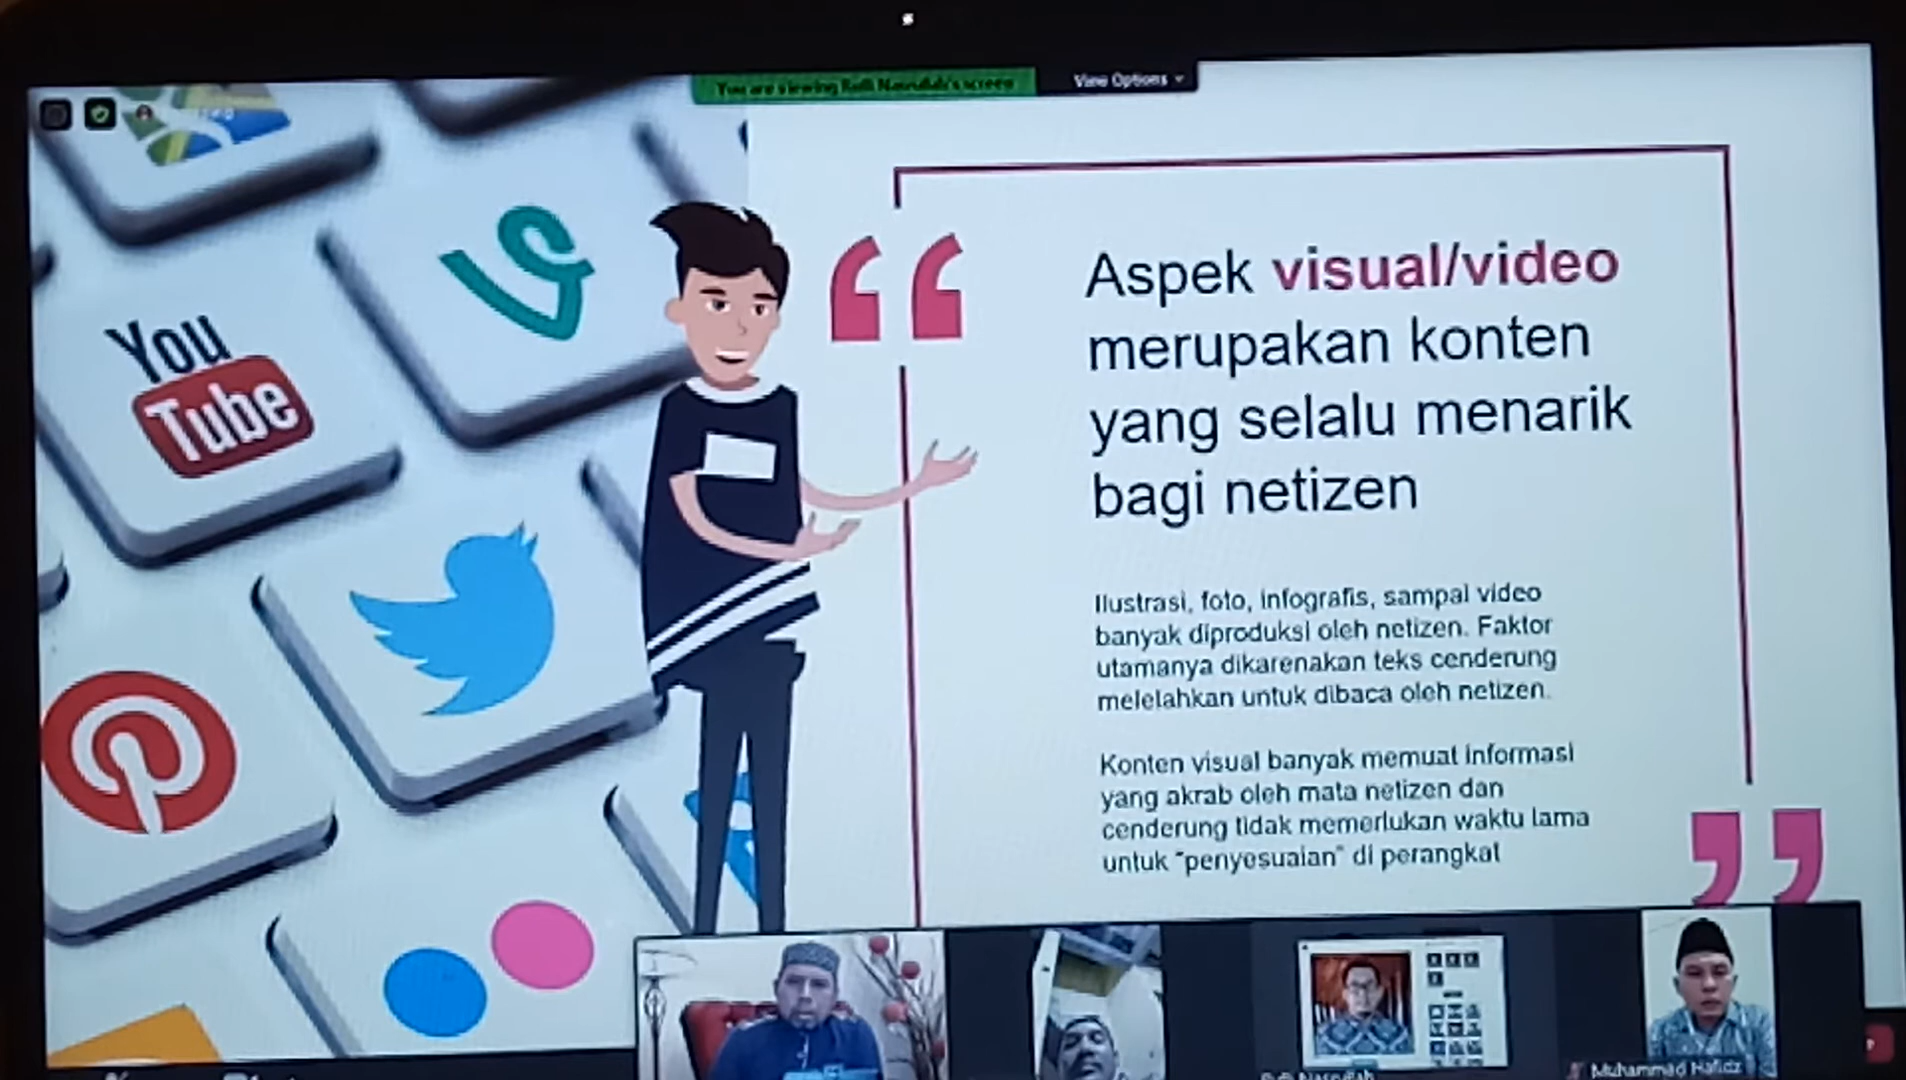 You are viewing Rulli Nasrullah's screen
View Options
You
Tube
Aspek visual/video
merupakan konten
yang selalu menarik
bagi netizen
Ilustrasi, foto, infografis, sampai video
banyak diproduksi oleh netizen. Faktor
utamanya dikarenakan teks cenderung
melelahkan untuk dibaca oleh netizen.
Konten visual banyak memuat informasi
yang akrab oleh mata netizen dan
cenderung tidak memerlukan waktu lama
untuk "penyesuaian" di perangkat
Muhammad Hafidz